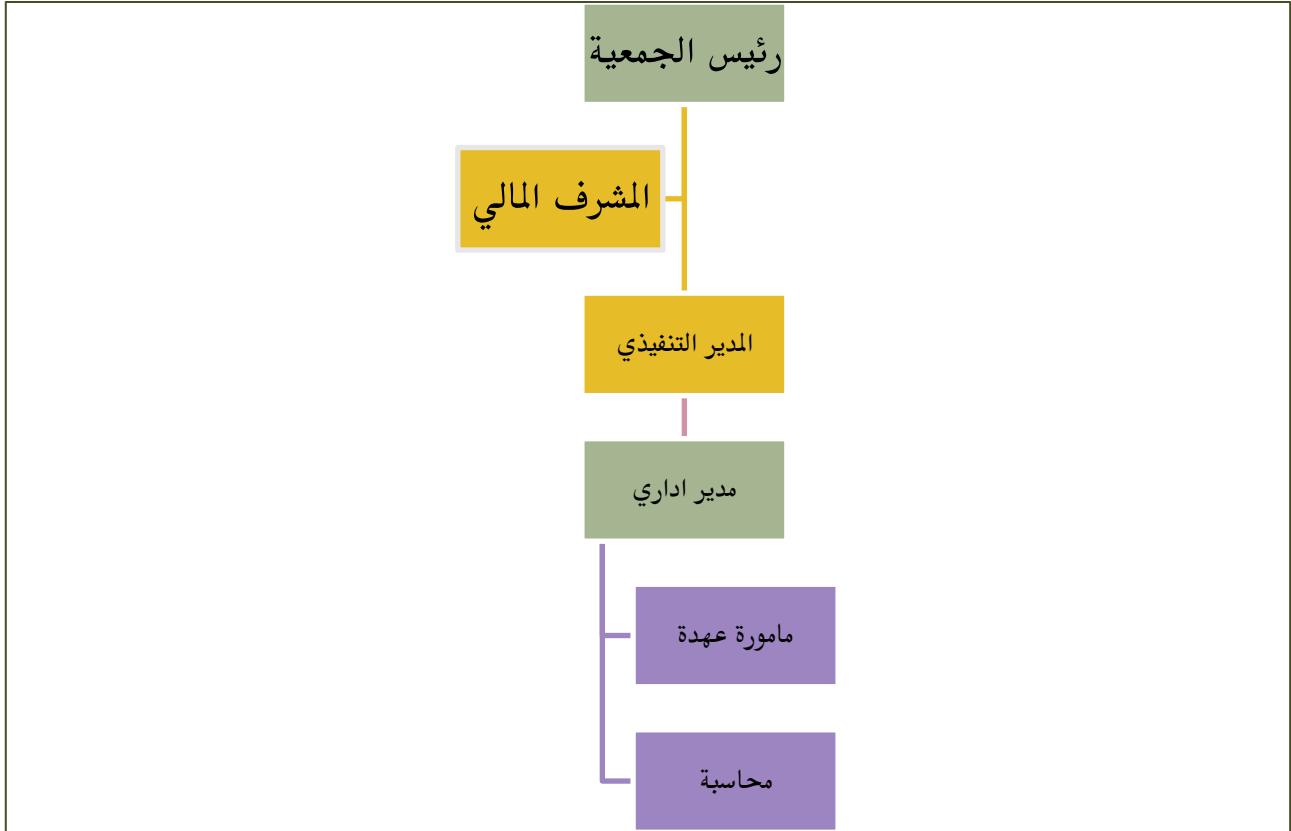 رئيس الجمعية
المشرف المالي
المدير التنفيذي
مدير اداري
مامورة عهدة
محاسبة